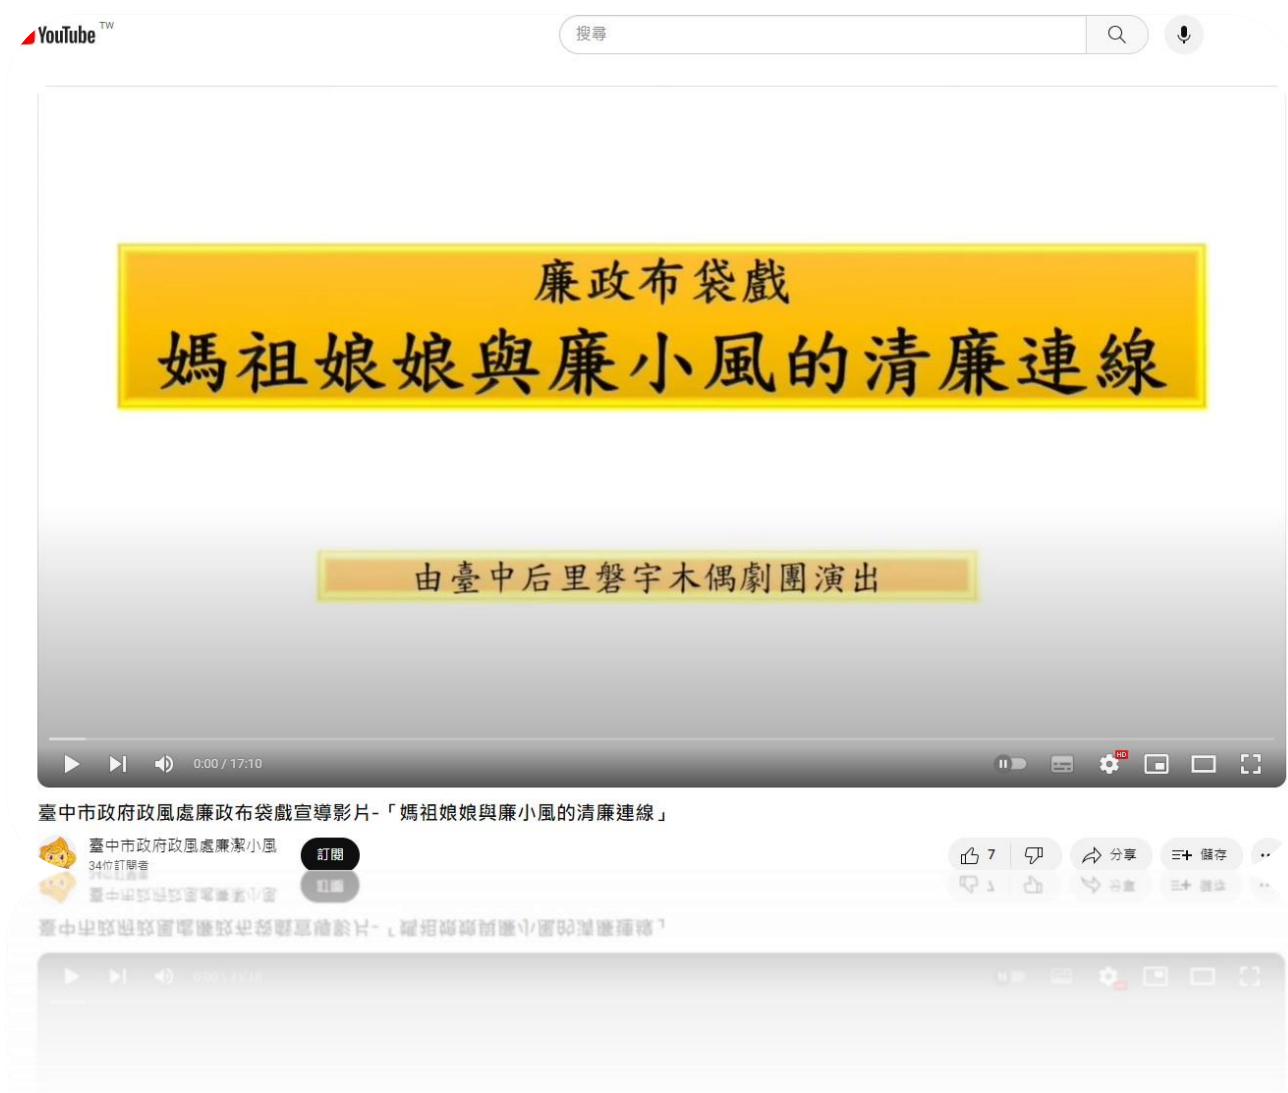 YouTube TW
搜尋
廉政布袋戲
媽祖娘娘與廉小風的清廉連線
由臺中后里磐宇木偶劇團演出
0:00 / 17:10
HD
臺中市政府政風處廉政布袋戲宣導影片-「媽祖娘娘與廉小風的清廉連線」
臺中市政府政風處廉潔小風
34位訂閱者
訂閱
7
分享
儲存